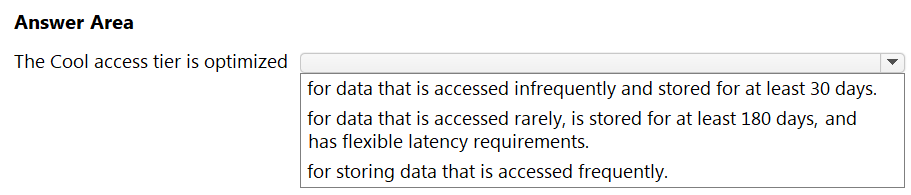 Answer Area
The Cool access tier is optimized
for data that is accessed infrequently and stored for at least 30 days.
for data that is accessed rarely, is stored for at least 180 days, and
has flexible latency requirements.
for storing data that is accessed frequently.